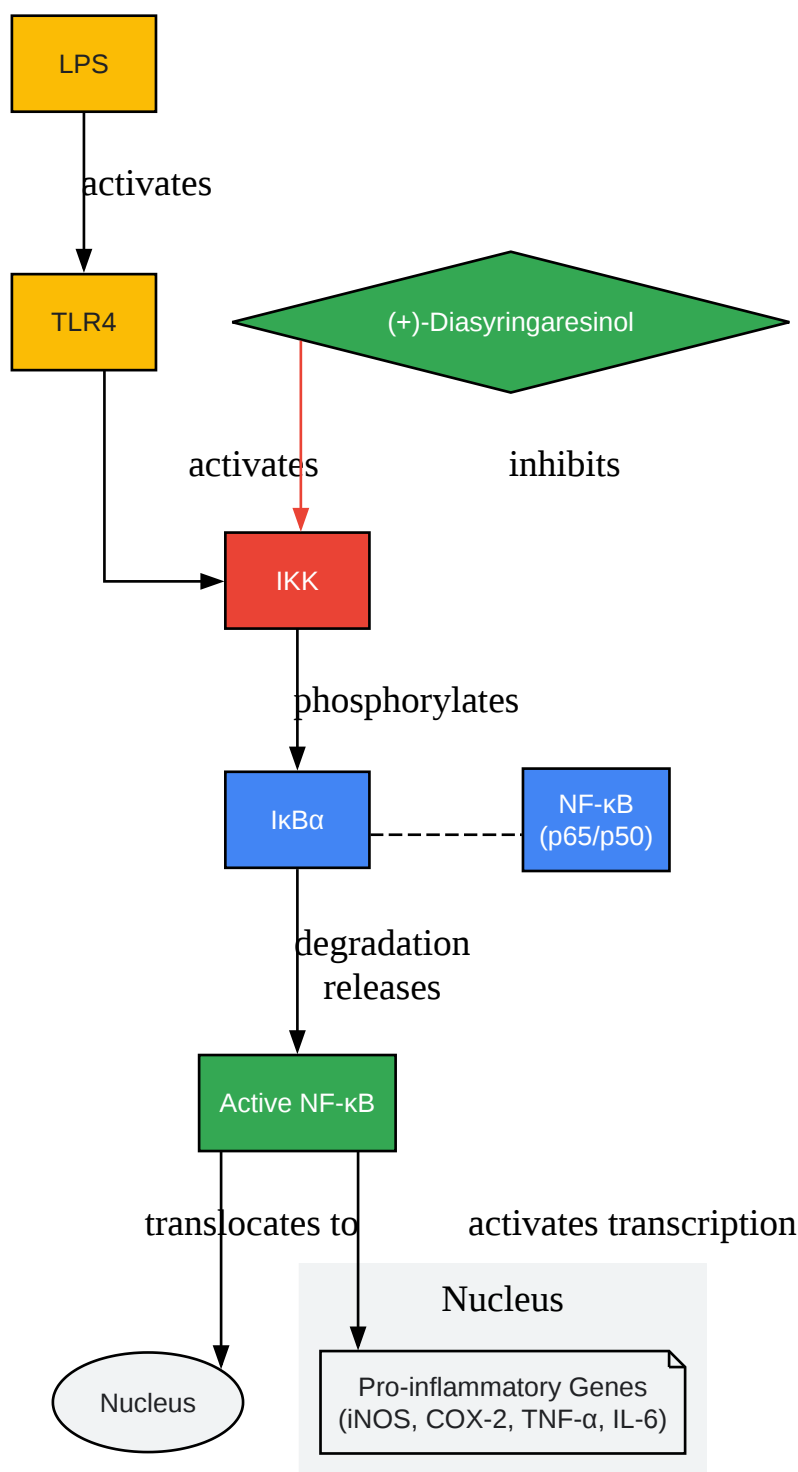 LPS
activates
TLR4
(+)-Diasyringaresinol
activates
inhibits
IKK
phosphorylates
IκBα
NF-κB
(p65/p50)
degradation
releases
Active NF-κB
translocates to
activates transcription
Nucleus
Nucleus
Pro-inflammatory Genes
(iNOS, COX-2, TNF-α, IL-6)